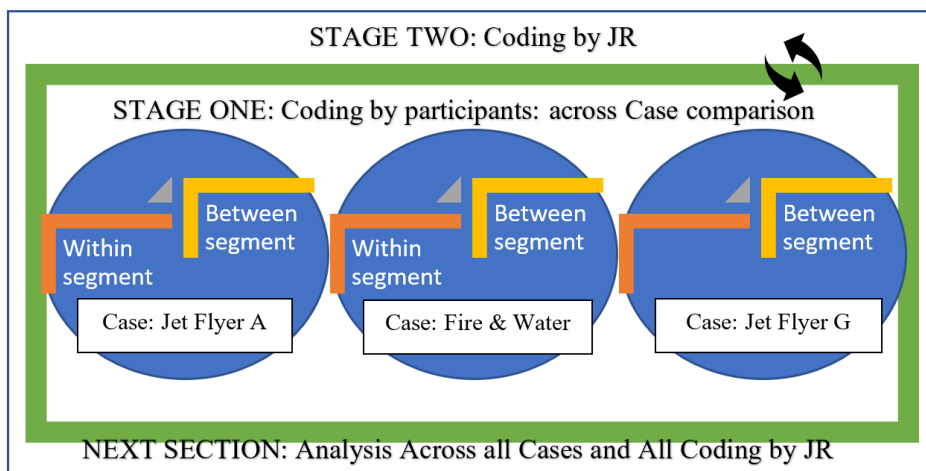 STAGE TWO: Coding by JR
STAGE ONE: Coding by participants: across Case comparison
Within
segment
Between
segment
Case: Jet Flyer A
Within
segment
Between
segment
Case: Fire & Water
Between
segment
Case: Jet Flyer G
NEXT SECTION: Analysis Across all Cases and All Coding by JR